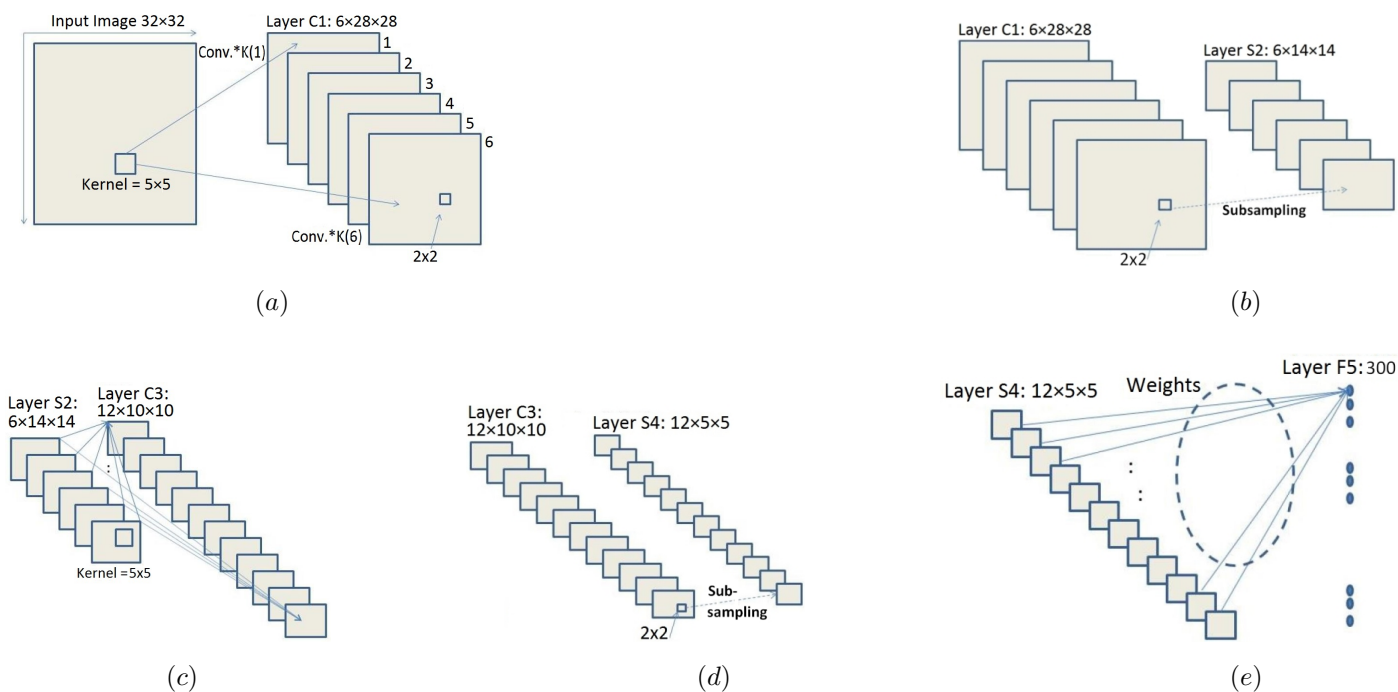 Input Image 32×32
Conv.*K(1)
Kernel = 5×5
Layer C1: 6×28×28
1
2
3
4
5
6
Conv.*K(6)
2x2
(a)
Layer C1: 6×28×28
Layer S2: 6×14×14
Subsampling
2x2
(b)
Layer S2:
6×14×14
Layer C3:
12×10×10
:
Kernel =5x5
(c)
Layer C3:
12×10×10
Layer S4: 12×5×5
Sub-
sampling
2x2
(d)
Layer S4: 12×5×5
Weights
Layer F5: 300
:
:
(e)